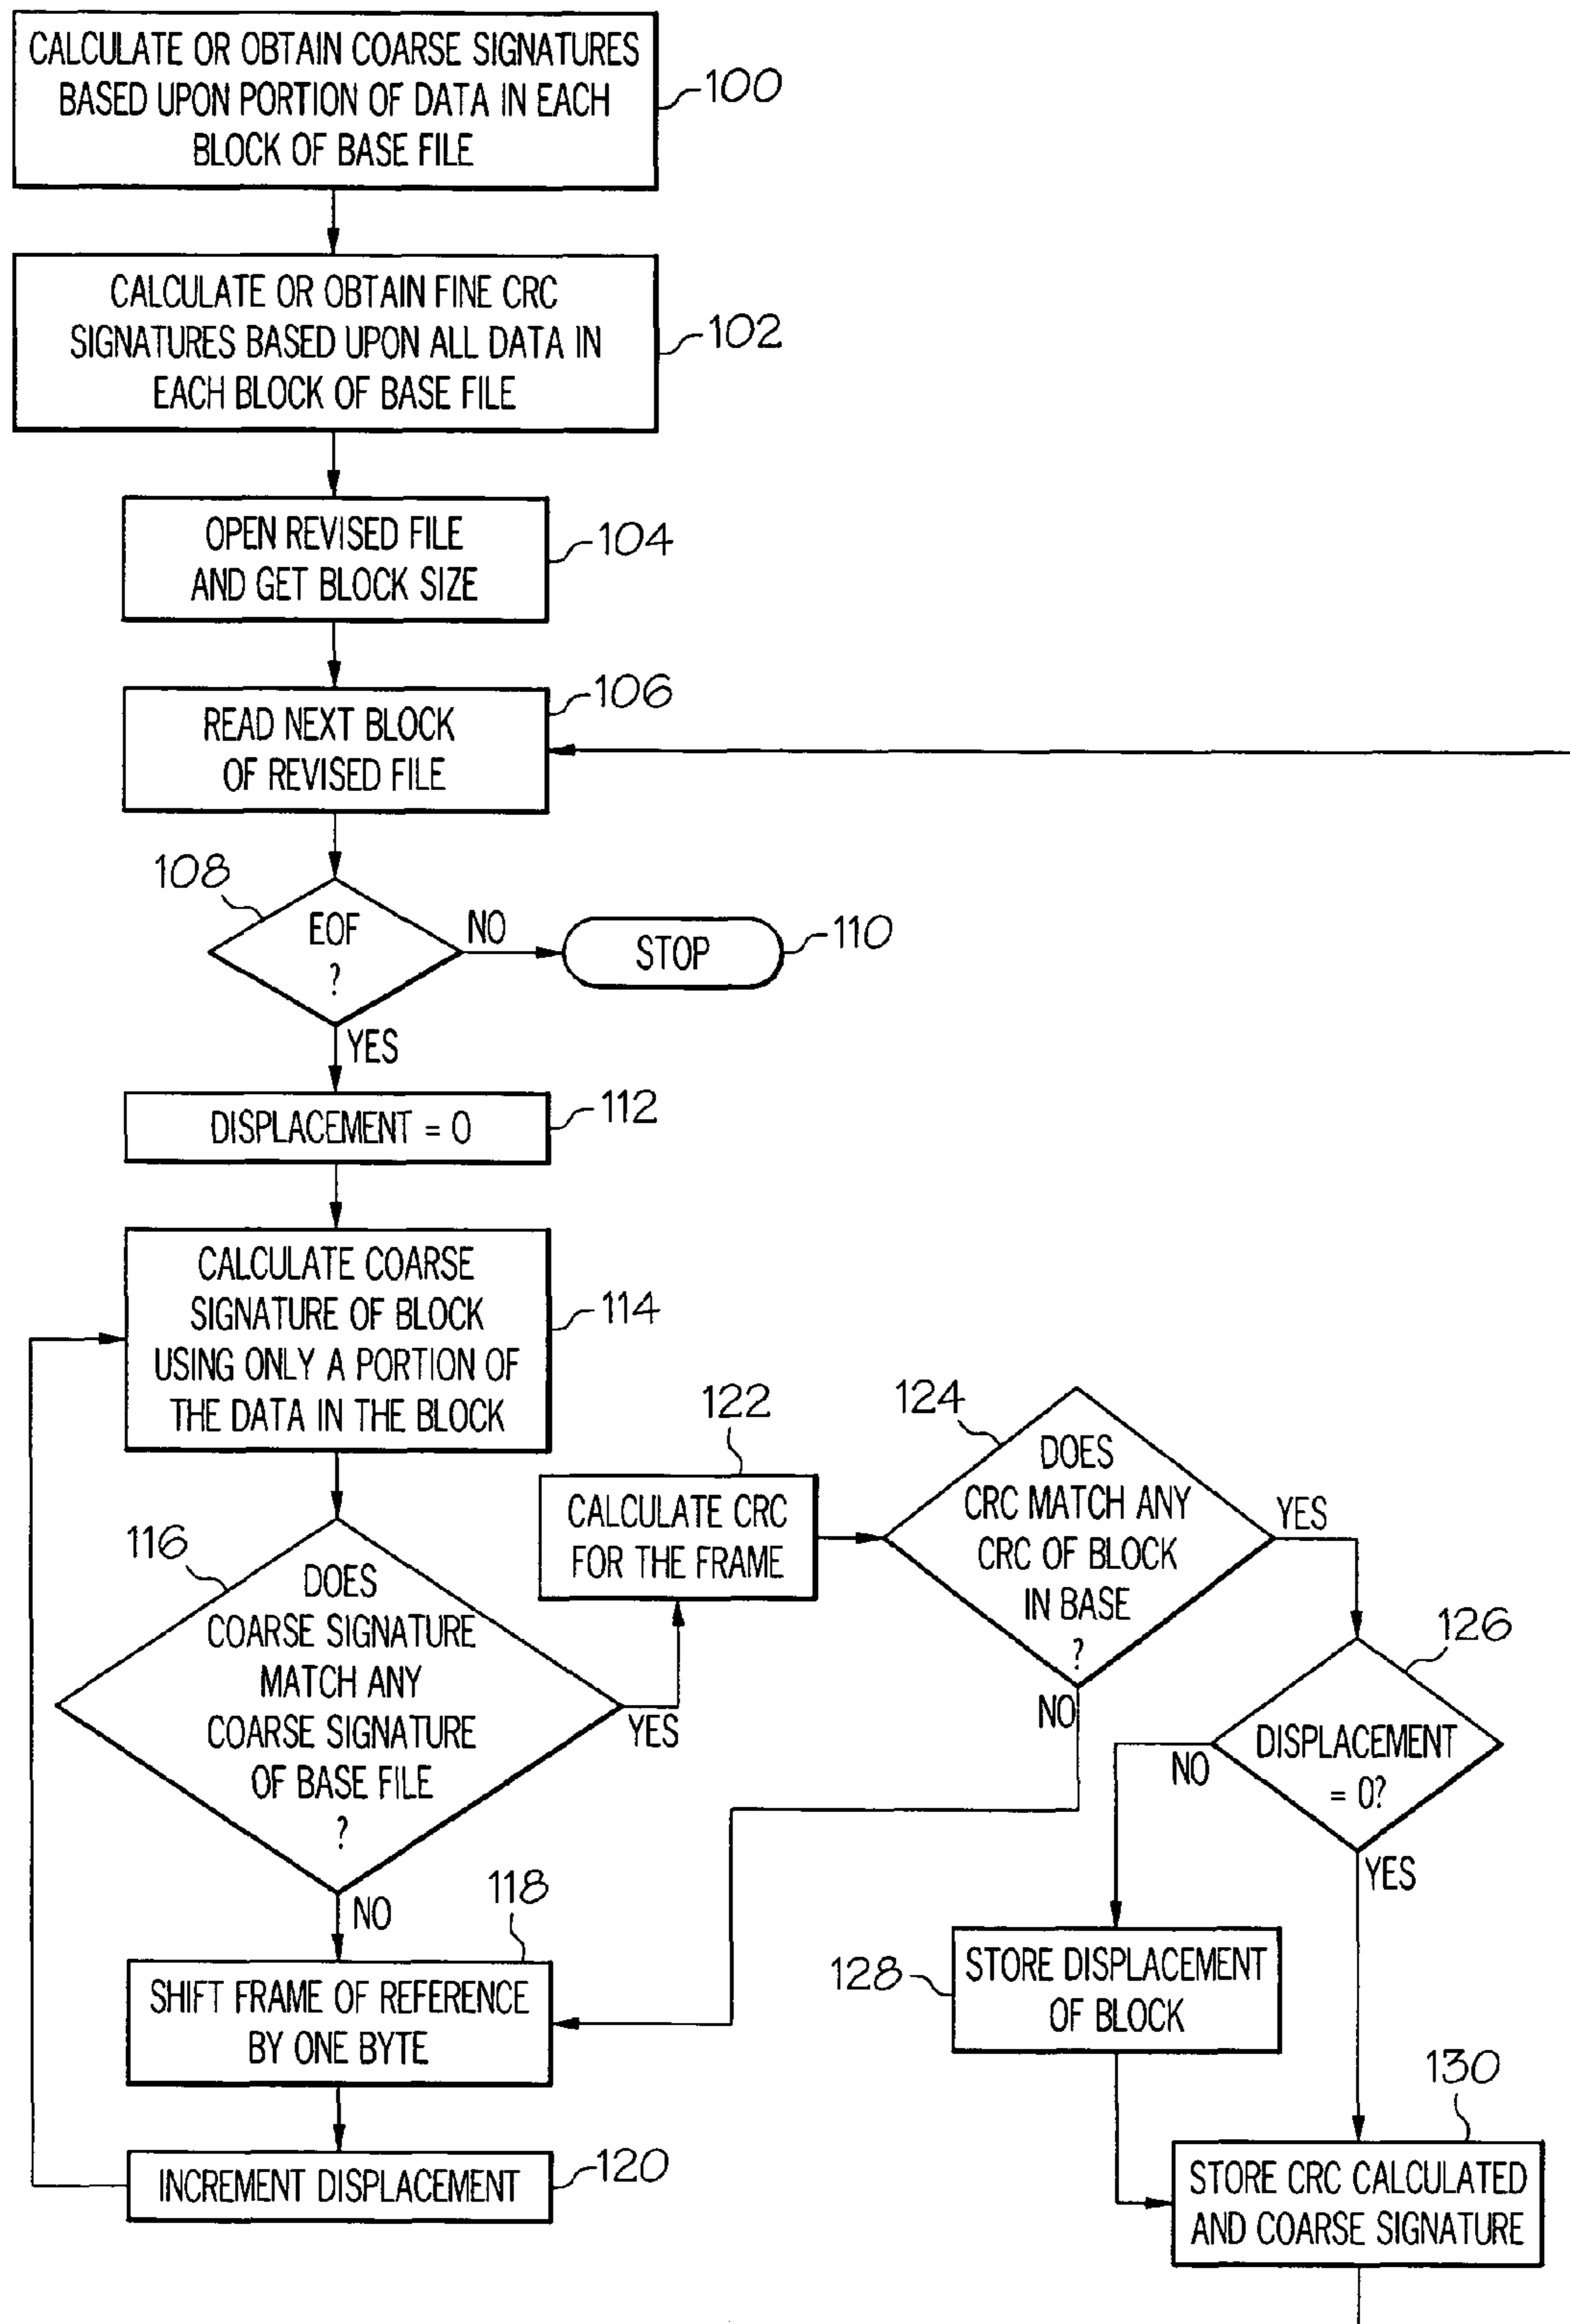 CALCULATE OR OBTAIN COARSE SIGNATURES
BASED UPON PORTION OF DATA IN EACH
BLOCK OF BASE FILE
100
CALCULATE OR OBTAIN FINE CRC
SIGNATURES BASED UPON ALL DATA IN
EACH BLOCK OF BASE FILE
102
OPEN REVISED FILE
AND GET BLOCK SIZE
104
READ NEXT BLOCK
OF REVISED FILE
106
108
EOF
?
NO
STOP
110
YES
DISPLACEMENT = 0
112
CALCULATE COARSE
SIGNATURE OF BLOCK
USING ONLY A PORTION OF
THE DATA IN THE BLOCK
114
116
DOES
COARSE SIGNATURE
MATCH ANY
COARSE SIGNATURE
OF BASE FILE
?
YES
NO
118
SHIFT FRAME OF REFERENCE
BY ONE BYTE
INCREMENT DISPLACEMENT
120
122
CALCULATE CRC
FOR THE FRAME
124
DOES
CRC MATCH ANY
CRC OF BLOCK
IN BASE
?
YES
NO
126
DISPLACEMENT
= 0?
NO
YES
128
STORE DISPLACEMENT
OF BLOCK
130
STORE CRC CALCULATED
AND COARSE SIGNATURE